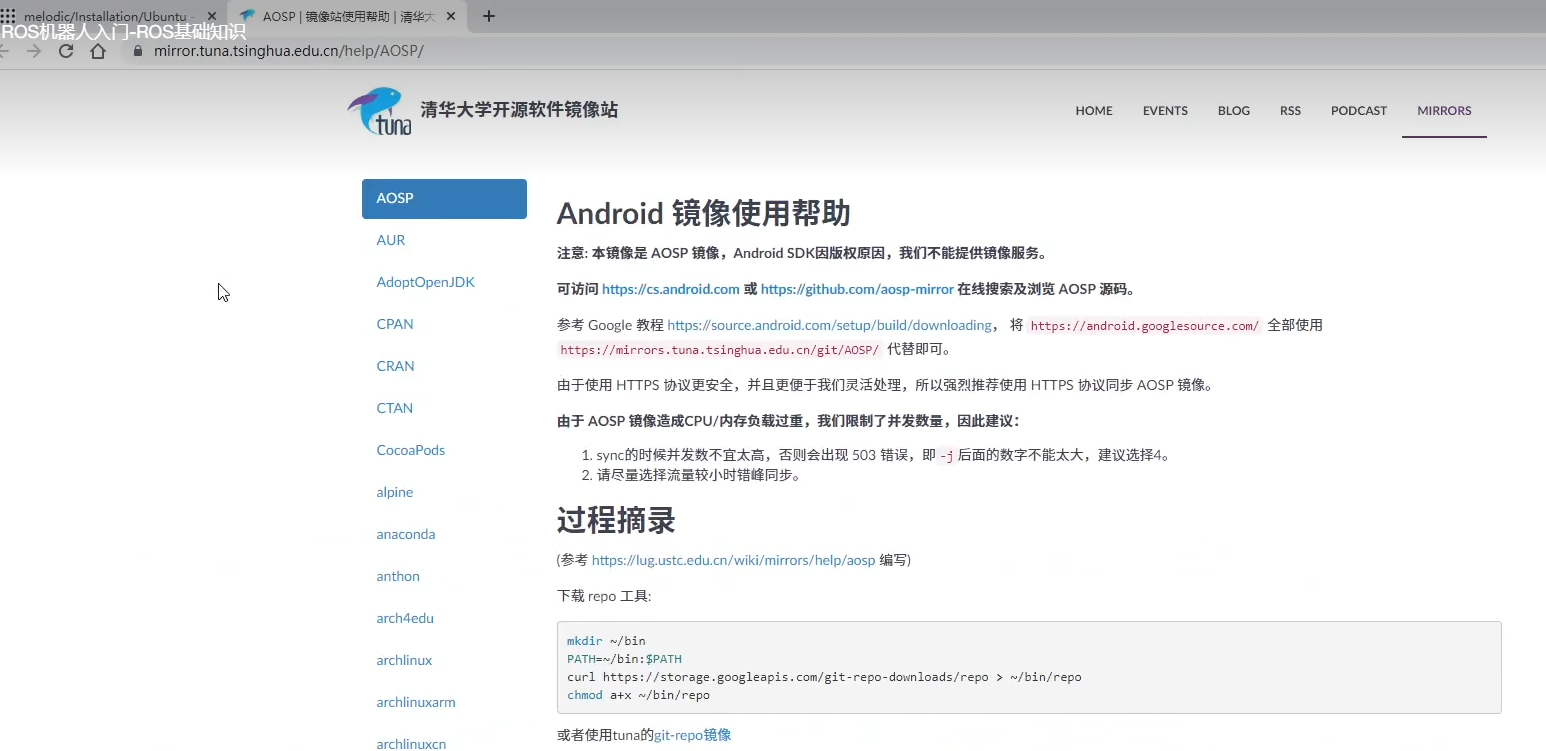 melodic/Installation/Ubuntu
AOSP | 镜像站使用帮助 | 清华大
ROS机器人入门-ROS基础知识
mirror.tuna.tsinghua.edu.cn/help/AOSP/
tuna
清华大学开源软件镜像站
HOME
EVENTS
BLOG
RSS
PODCAST
MIRRORS
AOSP
AUR
AdoptOpenJDK
CPAN
CRAN
CTAN
CocoaPods
alpine
anaconda
anthon
arch4edu
archlinux
archlinuxarm
archlinuxcn
Android 镜像使用帮助
注意: 本镜像是 AOSP 镜像，Android SDK因版权原因，我们不能提供镜像服务。
可访问 https://cs.android.com 或 https://github.com/aosp-mirror 在线搜索及浏览 AOSP 源码。
参考 Google 教程 https://source.android.com/setup/build/downloading， 将 https://android.googlesource.com/ 全部使用
https://mirrors.tuna.tsinghua.edu.cn/git/AOSP/ 代替即可。
由于使用 HTTPS 协议更安全，并且更便于我们灵活处理，所以强烈推荐使用 HTTPS 协议同步 AOSP 镜像。
由于 AOSP 镜像造成CPU/内存负载过重，我们限制了并发数量，因此建议：
1. sync的时候并发数不宜太高，否则会出现 503 错误，即 -j 后面的数字不能太大，建议选择4。
2. 请尽量选择流量较小时错峰同步。
过程摘录
(参考 https://lug.ustc.edu.cn/wiki/mirrors/help/aosp 编写)
下载 repo 工具:
mkdir ~/bin
PATH=~/bin:$PATH
curl https://storage.googleapis.com/git-repo-downloads/repo > ~/bin/repo
chmod a+x ~/bin/repo
或者使用tuna的git-repo镜像